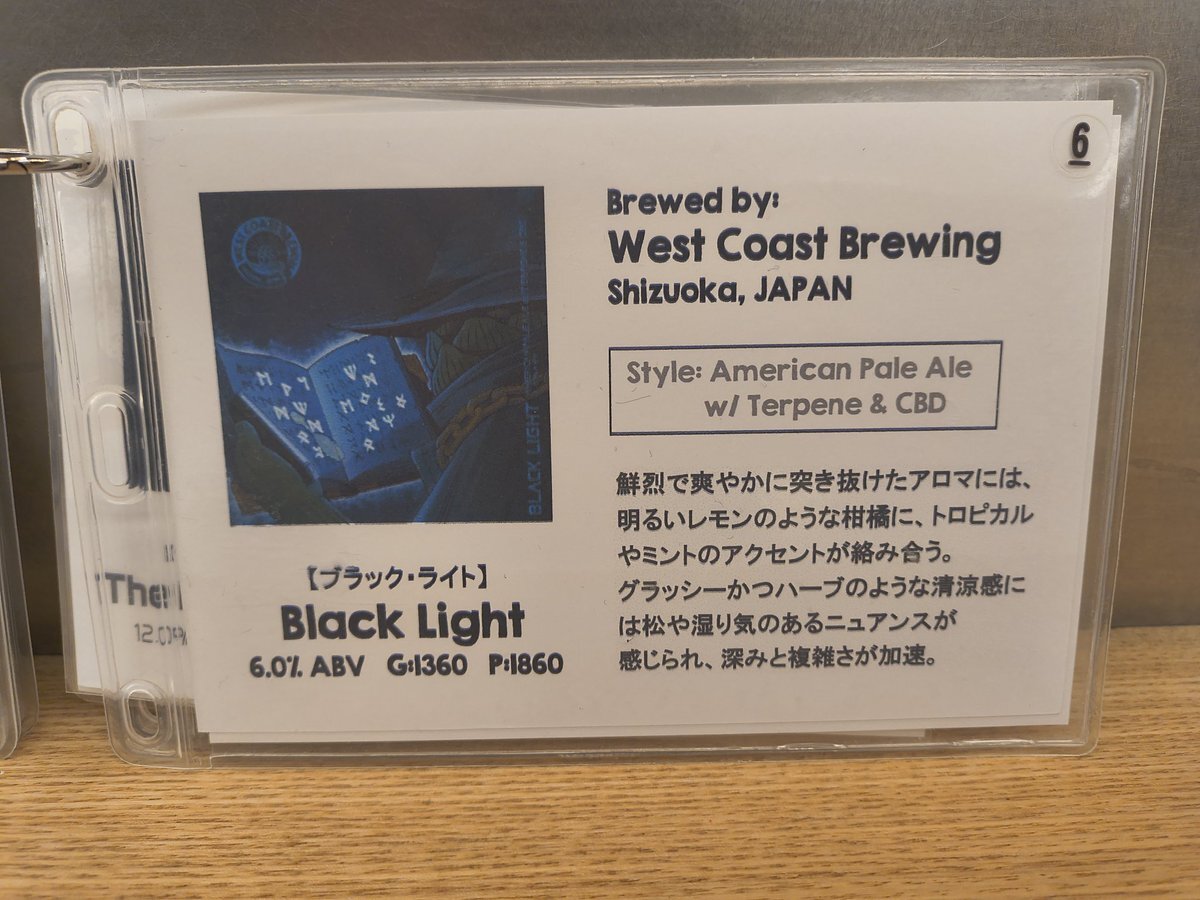 6
Brewed by:
West Coast Brewing
Shizuoka, JAPAN
Style: American Pale Ale
w/ Terpene & CBD
鮮烈で爽やかに突き抜けたアロマには、
明るいレモンのような柑橘に、トロピカル
やミントのアクセントが絡み合う。
グラッシーかつハーブのような清涼感に
は松や湿り気のあるニュアンスが
感じられ、深みと複雑さが加速。
BLACK LIGHT
【ブラック・ライト】
Black Light
6.0% ABV G:1360 P:1860
The